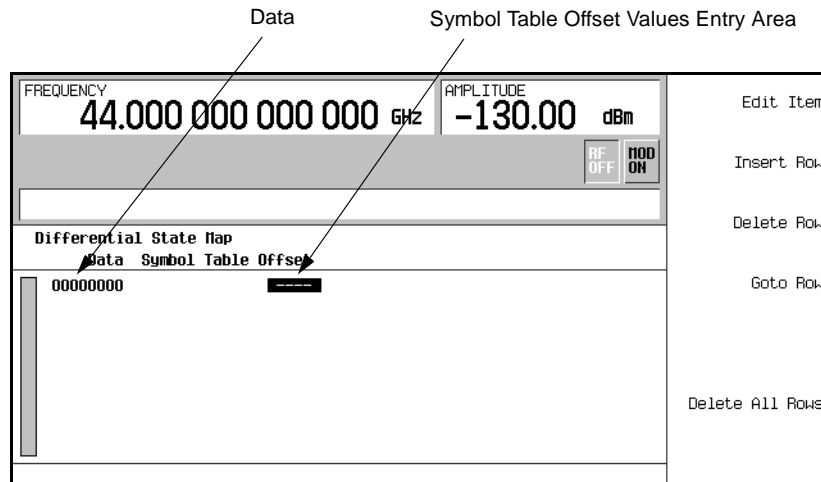 Data
Symbol Table Offset Values Entry Area
FREQUENCY
44.000 000 000 000 GHz
AMPLITUDE
-130.00 dBm
RF OFF
MOD ON
Edit Item
Insert Row
Delete Row
Goto Row
Delete All Rows
Differential State Map
Data Symbol Table Offset
00000000 ----